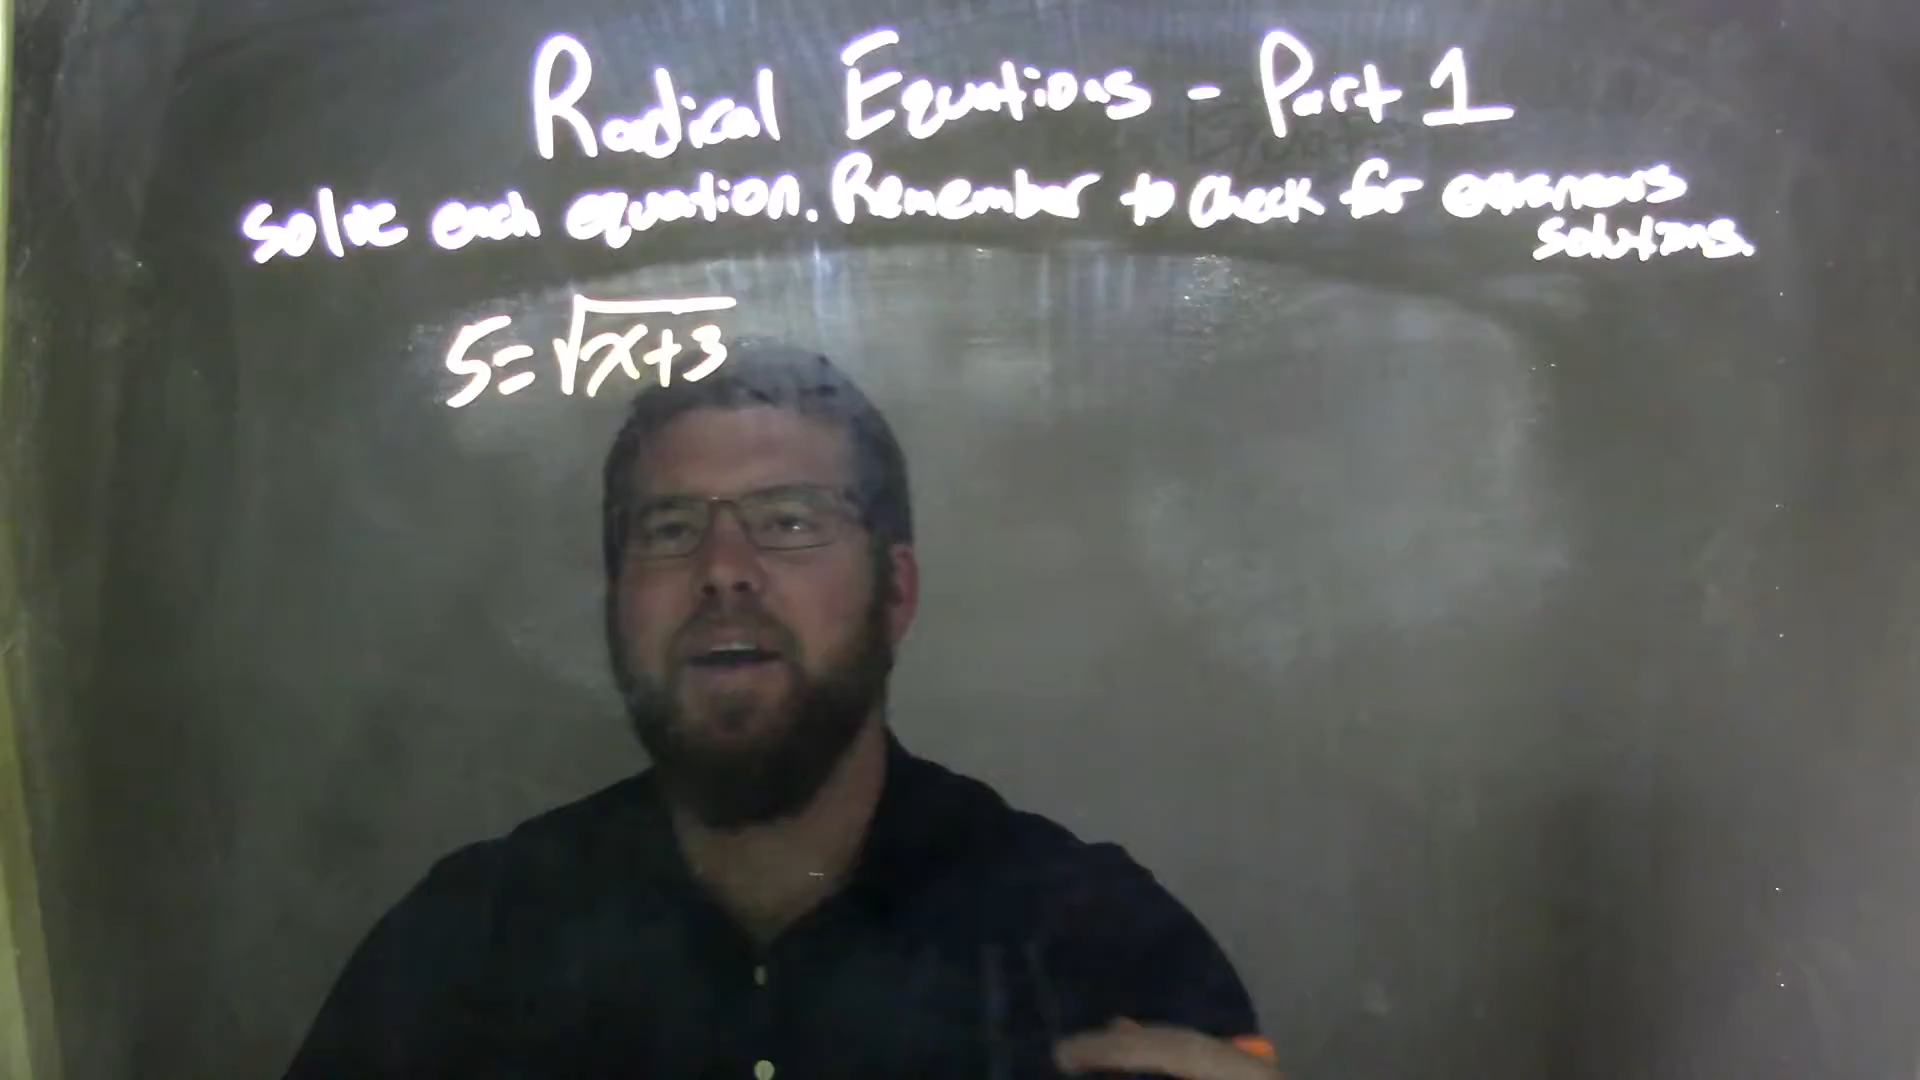 Radical Equations - Part 1
Solve each equation. Remember to check for extraneous
solutions.
5=√x+3